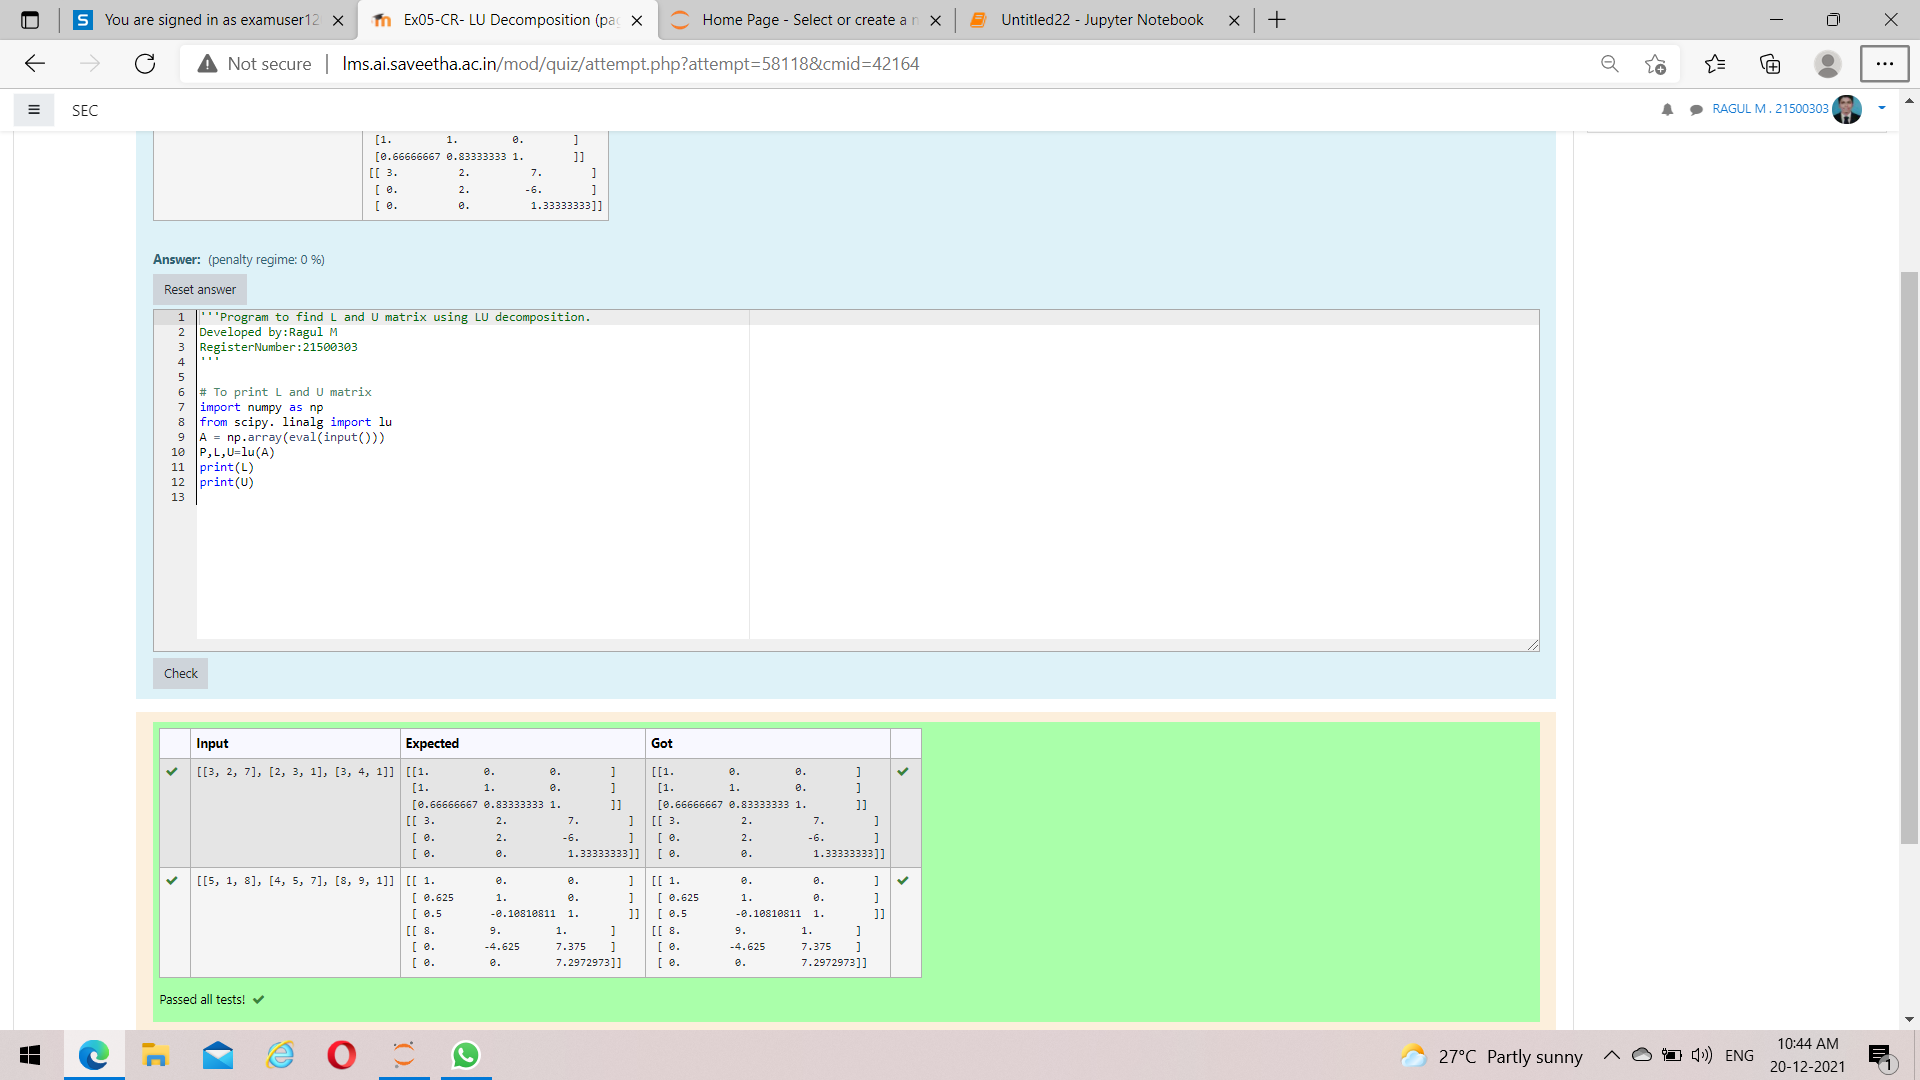 You are signed in as examuser12
Ex05-CR- LU Decomposition (pa
Home Page - Select or create a n
Untitled22 - Jupyter Notebook
Not secure lms.ai.saveetha.ac.in/mod/quiz/attempt.php?attempt=58118&cmid=42164
SEC
RAGUL M . 21500303
[1. 1. 0. ]
[0.66666667 0.83333333 1. ]]
[[ 3. 2. 7. ]
[ 0. 2. -6. ]
[ 0. 0. 1.33333333]]
Answer: (penalty regime: 0 %)
Reset answer
1 '''Program to find L and U matrix using LU decomposition.
2 Developed by:Ragul M
3 RegisterNumber:21500303
4 '''
5
6 # To print L and U matrix
7 import numpy as np
8 from scipy. linalg import lu
9 A = np.array(eval(input()))
10 P,L,U=lu(A)
11 print(L)
12 print(U)
13
Check
Input Expected Got
[[3, 2, 7], [2, 3, 1], [3, 4, 1]] [[1. 0. 0. ] [[1. 0. 0. ]
[1. 1. 0. ] [1. 1. 0. ]
[0.66666667 0.83333333 1. ]] [0.66666667 0.83333333 1. ]]
[[ 3. 2. 7. ] [[ 3. 2. 7. ]
[ 0. 2. -6. ] [ 0. 2. -6. ]
[ 0. 0. 1.33333333]] [ 0. 0. 1.33333333]]
[[5, 1, 8], [4, 5, 7], [8, 9, 1]] [[ 1. 0. 0. ] [[ 1. 0. 0. ]
[ 0.625 1. 0. ] [ 0.625 1. 0. ]
[ 0.5 -0.10810811 1. ]] [ 0.5 -0.10810811 1. ]]
[[ 8. 9. 1. ] [[ 8. 9. 1. ]
[ 0. -4.625 7.375 ] [ 0. -4.625 7.375 ]
[ 0. 0. 7.2972973]] [ 0. 0. 7.2972973]]
Passed all tests!
27°C Partly sunny
ENG
10:44 AM
20-12-2021
1